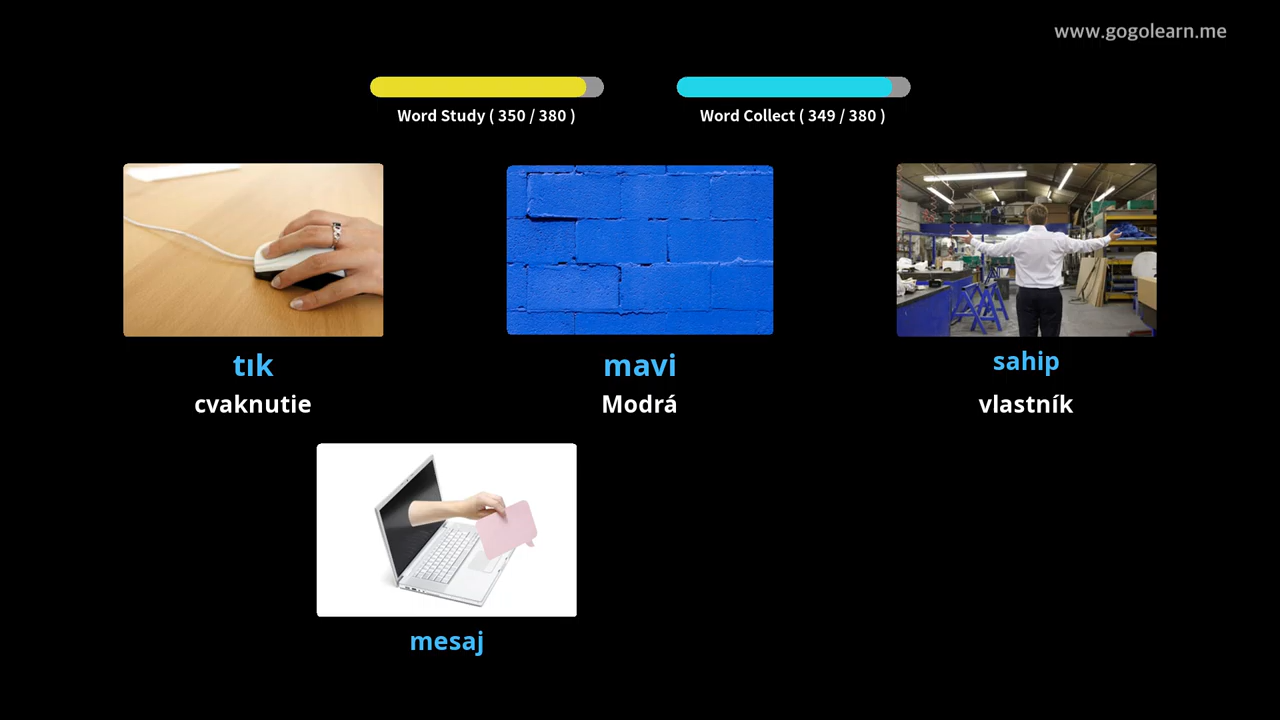 www.gogolearn.me
Word Study ( 350 / 380 )
Word Collect ( 349 / 380 )
tık
mavi
sahip
cvaknutie
Modrá
vlastník
mesaj